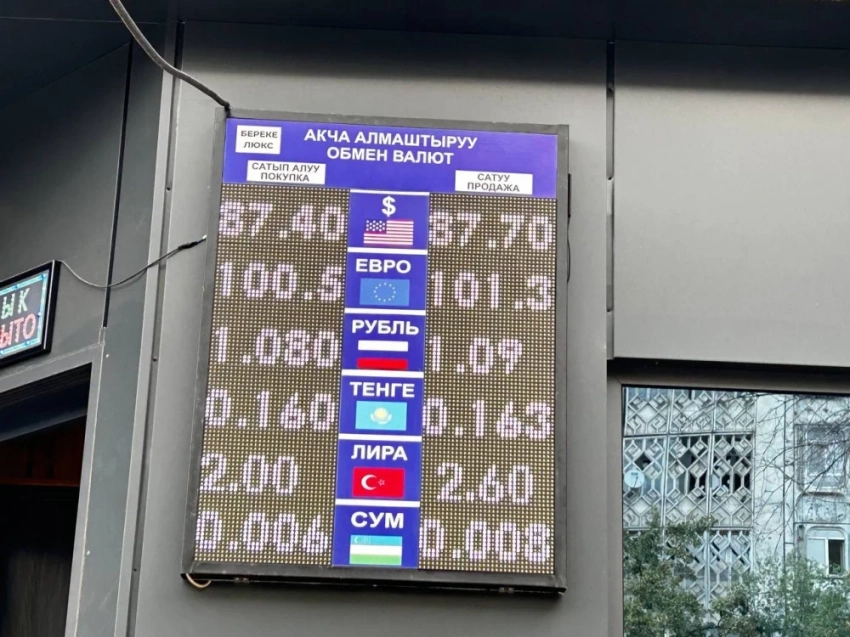 БЕРЕКЕ
ЛЮКС
АКЧА АЛМАШТЫРУУ
ОБМЕН ВАЛЮТ
САТЫП АЛУУ
ПОКУПКА
САТУУ
ПРОДАЖА
87.40 $ 87.70
100.5 ЕВРО 101.3
1.080 РУБЛЬ 1.09
0.160 ТЕНГЕ 0.163
2.00 ЛИРА 2.60
0.006 СУМ 0.008
ЫК
ЫТО